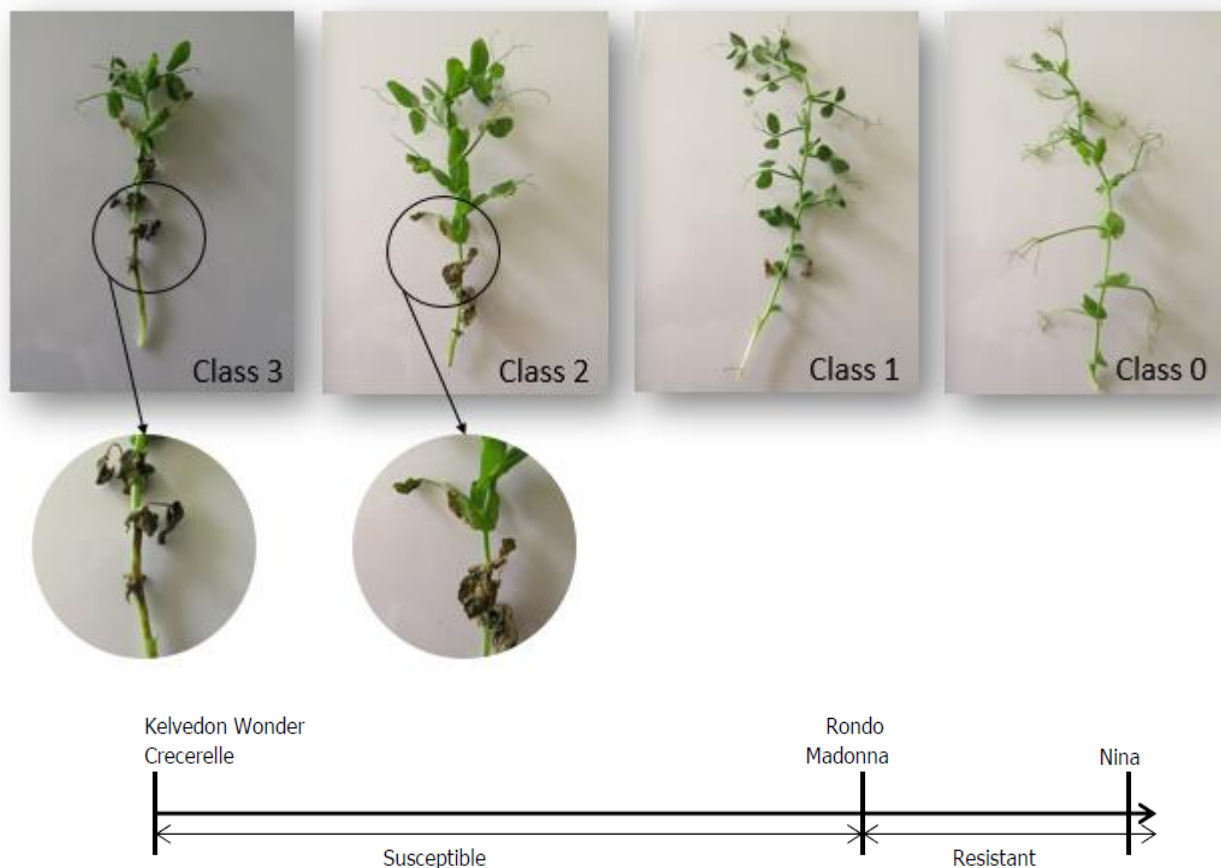 Class 3
Class 2
Class 1
Class 0
Kelvedon Wonder
Crecerelle
Rondo
Madonna
Nina
Susceptible
Resistant